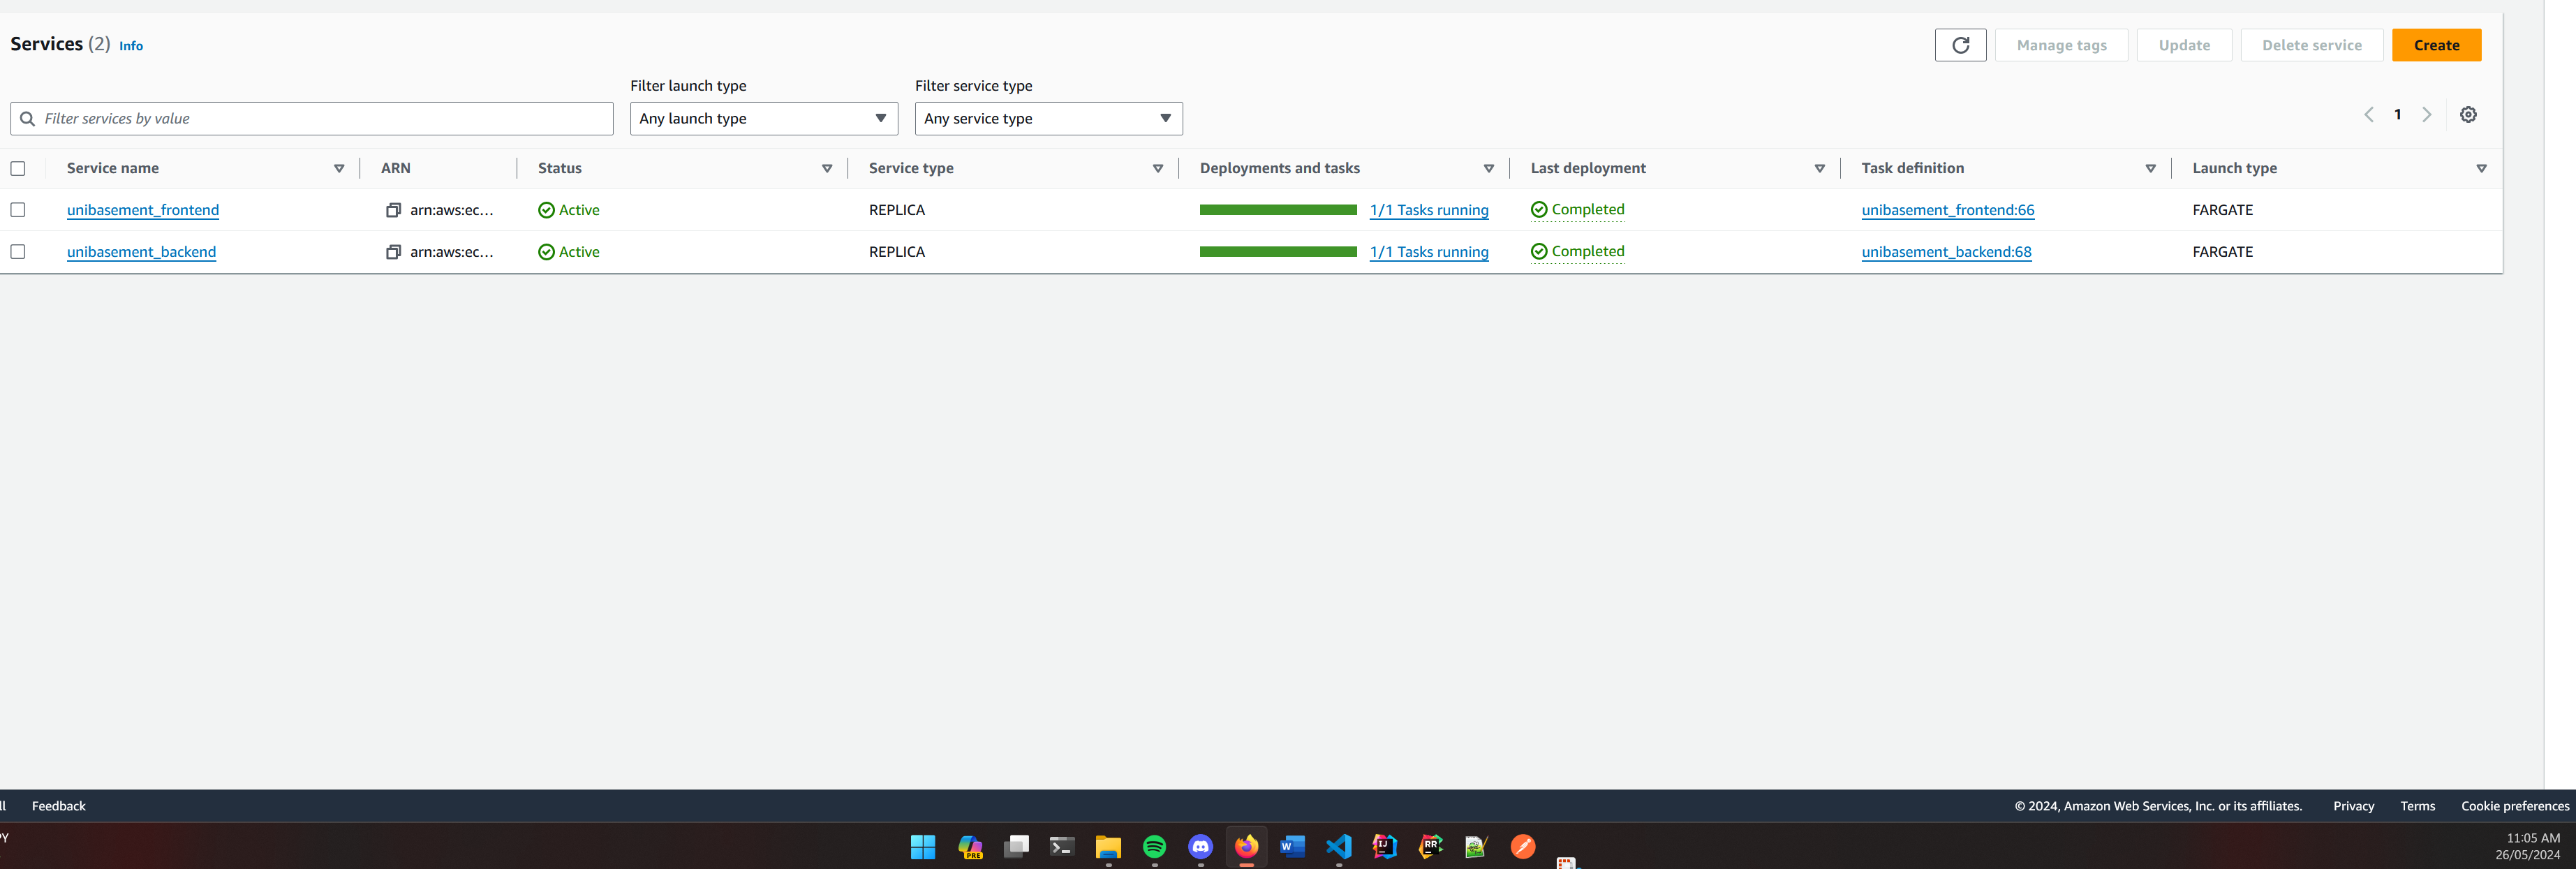 Services (2) Info
Manage tags Update Delete service Create
Filter launch type Filter service type
Filter services by value Any launch type Any service type 1
Service name ARN Status Service type Deployments and tasks Last deployment Task definition Launch type
unibasement_frontend arn:aws:ec... Active REPLICA 1/1 Tasks running Completed unibasement_frontend:66 FARGATE
unibasement_backend arn:aws:ec... Active REPLICA 1/1 Tasks running Completed unibasement_backend:68 FARGATE
Feedback © 2024, Amazon Web Services, Inc. or its affiliates. Privacy Terms Cookie preferences
PRE W IJ RR 11:05 AM
26/05/2024